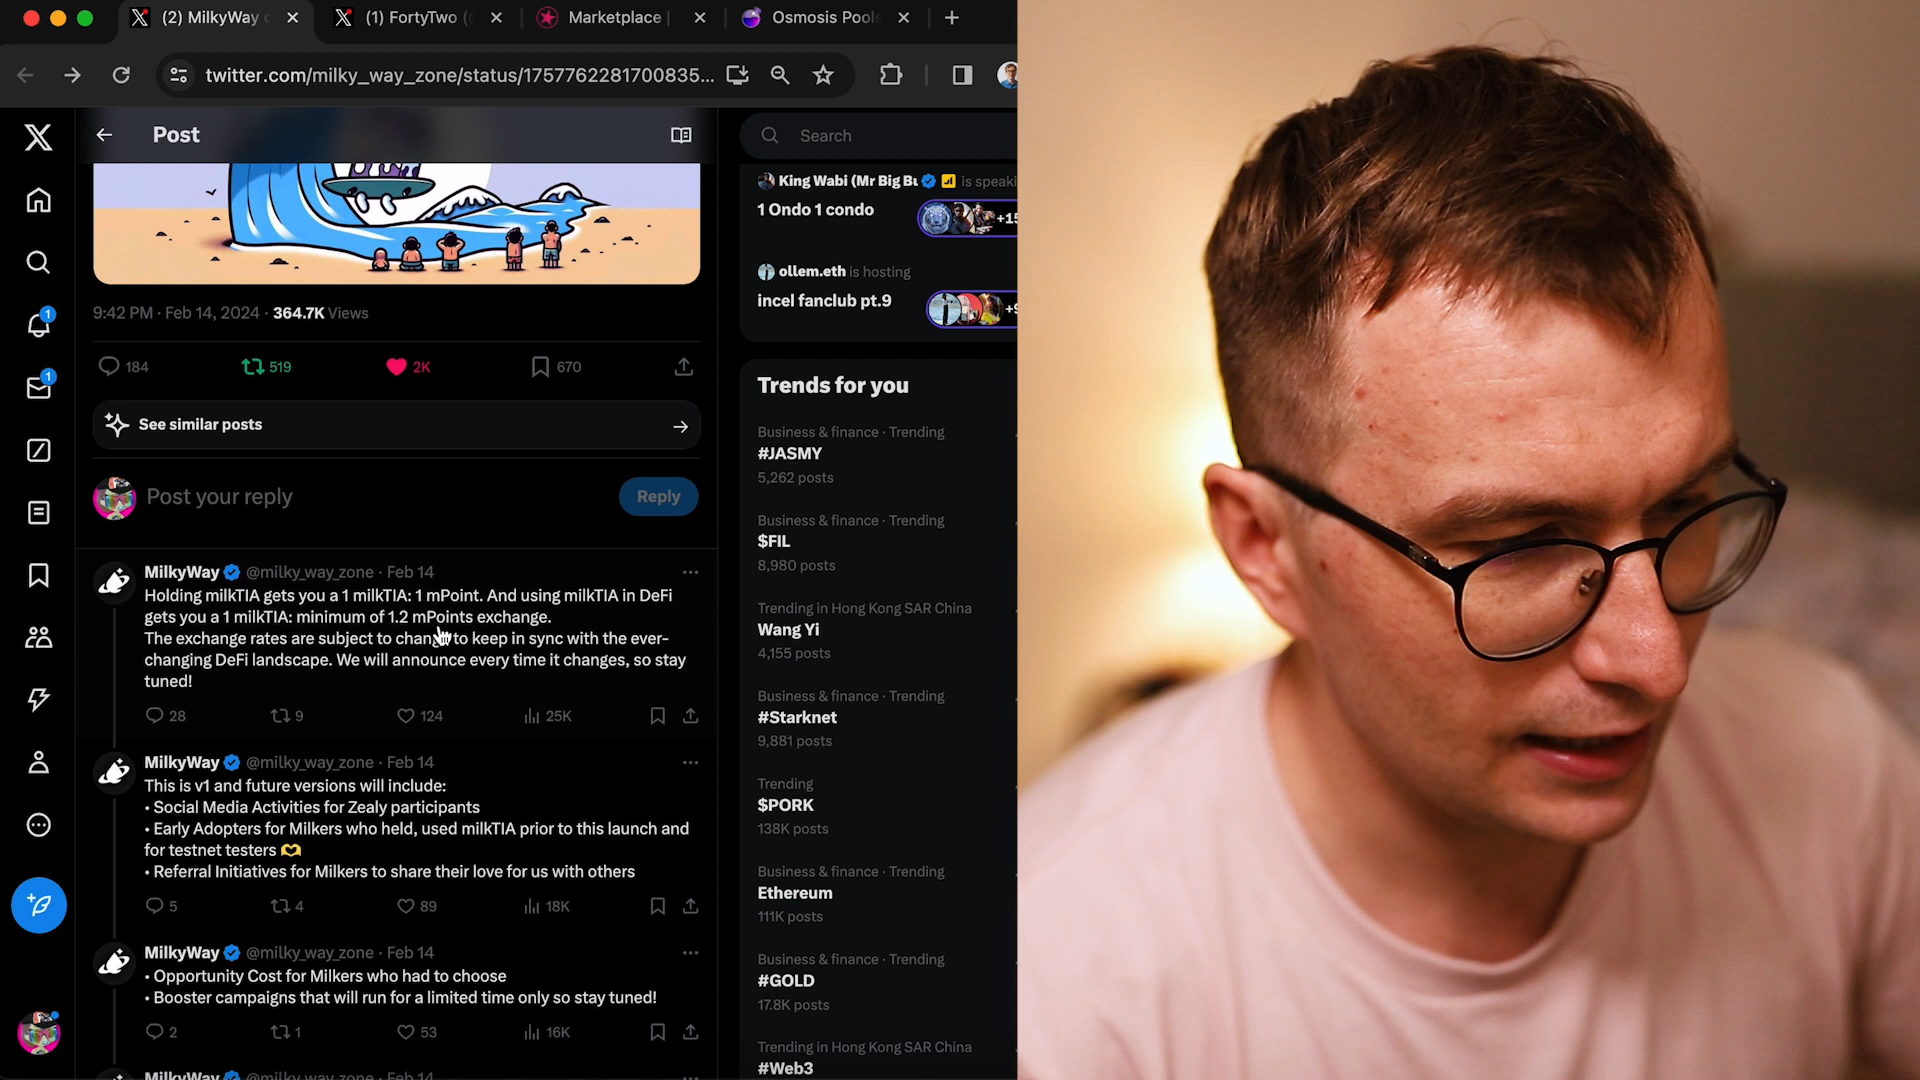 (2) MilkyWay
(1) FortyTwo
Marketplace |
Osmosis Pools
twitter.com/milky_way_zone/status/1757762281700835...
Post
Search
King Wabi (Mr Big Bu is speaki
1 Ondo 1 condo
+15
ollem.eth is hosting
incel fanclub pt.9
9:42 PM · Feb 14, 2024 · 364.7K Views
184 519 2K 670
1
1
See similar posts
Post your reply
Reply
MilkyWay @milky_way_zone · Feb 14
Holding milkTIA gets you a 1 milkTIA: 1 mPoint. And using milkTIA in DeFi
gets you a 1 milkTIA: minimum of 1.2 mPoints exchange.
The exchange rates are subject to change to keep in sync with the ever-
changing DeFi landscape. We will announce every time it changes, so stay
tuned!
28 9 124 25K
MilkyWay @milky_way_zone · Feb 14
This is v1 and future versions will include:
• Social Media Activities for Zealy participants
• Early Adopters for Milkers who held, used milkTIA prior to this launch and
for testnet testers
• Referral Initiatives for Milkers to share their love for us with others
5 4 89 18K
MilkyWay @milky_way_zone · Feb 14
• Opportunity Cost for Milkers who had to choose
• Booster campaigns that will run for a limited time only so stay tuned!
2 1 53 16K
MilkyWay @milky_way_zone · Feb 14
Trends for you
Business & finance · Trending
#JASMY
5,262 posts
Business & finance · Trending
$FIL
8,980 posts
Trending in Hong Kong SAR China
Wang Yi
4,155 posts
Business & finance · Trending
#Starknet
9,881 posts
Trending
$PORK
138K posts
Business & finance · Trending
Ethereum
111K posts
Business & finance · Trending
#GOLD
17.8K posts
Trending in Hong Kong SAR China
#Web3